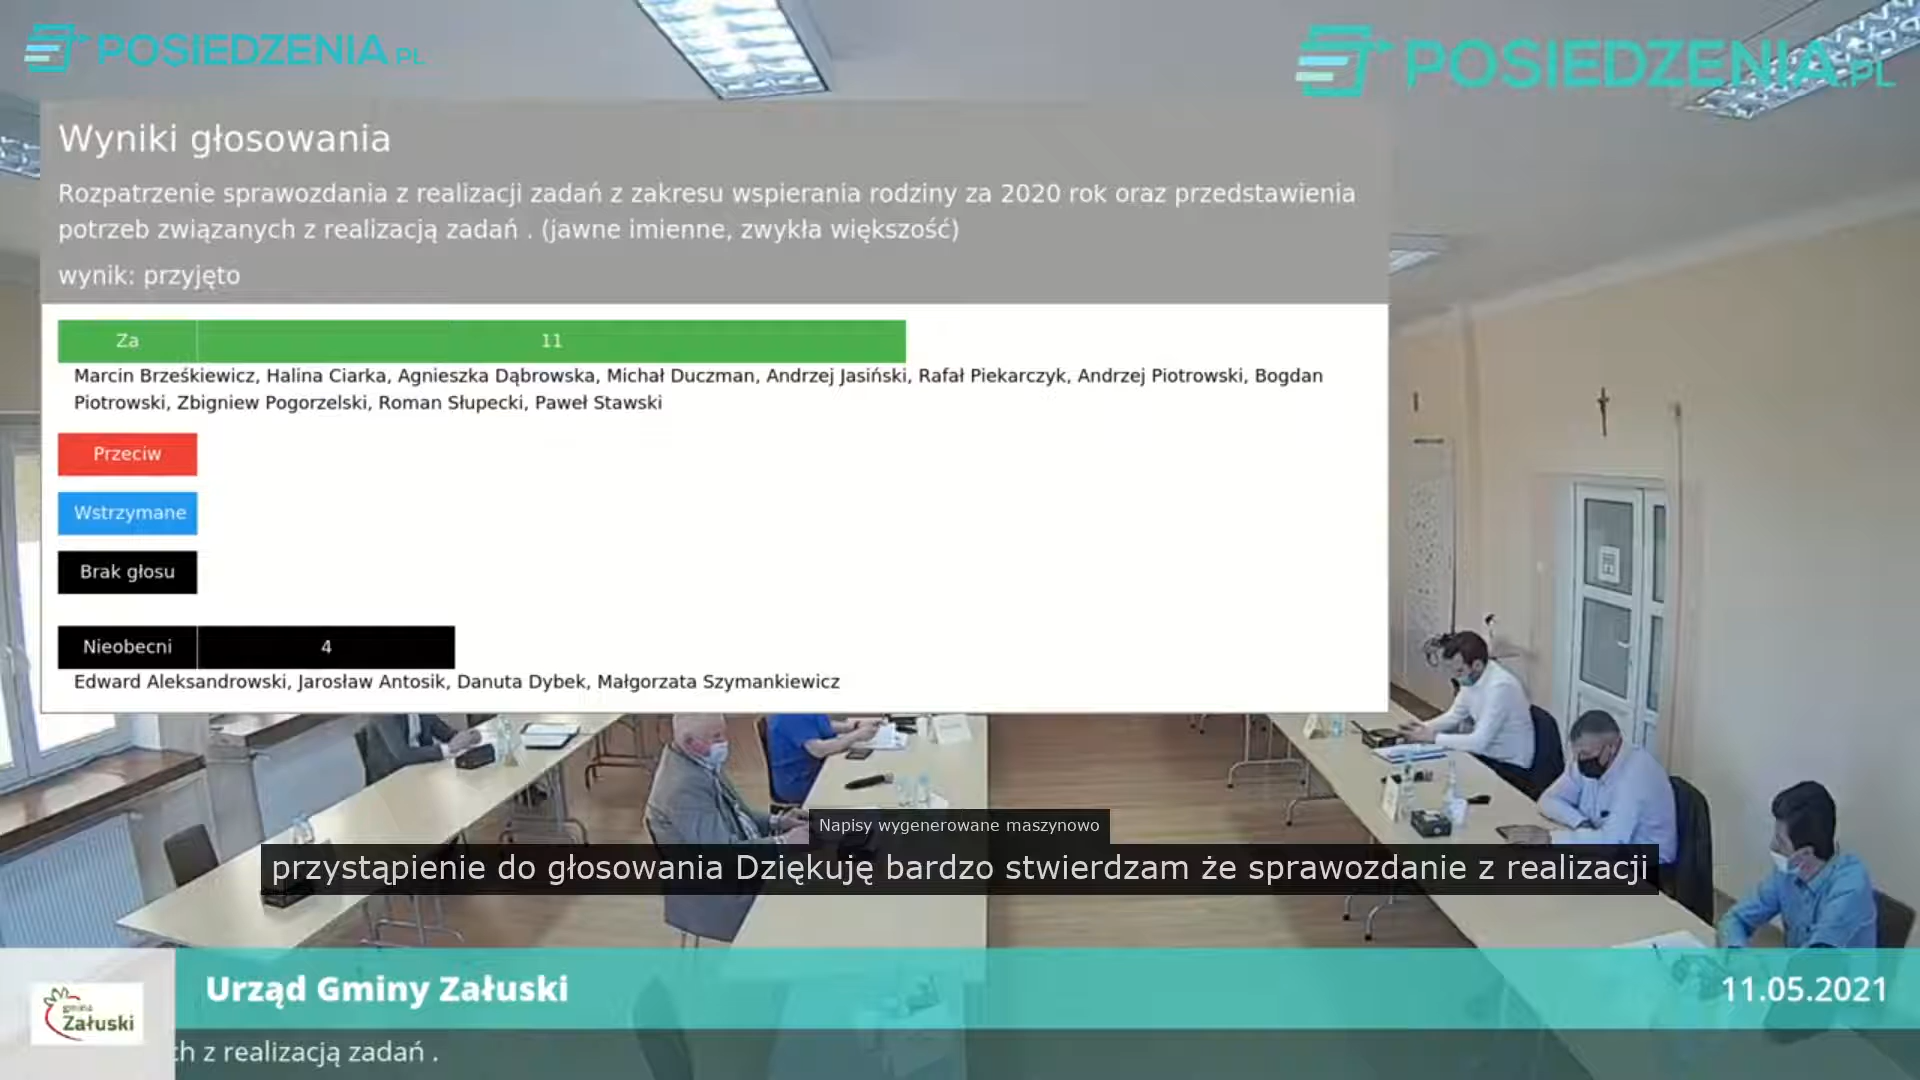 POSIEDZENIA.PL
POSIEDZENIA.PL
Wyniki głosowania
Rozpatrzenie sprawozdania z realizacji zadań z zakresu wspierania rodziny za 2020 rok oraz przedstawienia
potrzeb związanych z realizacją zadań . (jawne imienne, zwykła większość)
wynik: przyjęto
Za 11
Marcin Brześkiewicz, Halina Ciarka, Agnieszka Dąbrowska, Michał Duczman, Andrzej Jasiński, Rafał Piekarczyk, Andrzej Piotrowski, Bogdan
Piotrowski, Zbigniew Pogorzelski, Roman Słupecki, Paweł Stawski
Przeciw
Wstrzymane
Brak głosu
Nieobecni 4
Edward Aleksandrowski, Jarosław Antosik, Danuta Dybek, Małgorzata Szymankiewicz
Napisy wygenerowane maszynowo
przystąpienie do głosowania Dziękuję bardzo stwierdzam że sprawozdanie z realizacji
Urząd Gminy Załuski
11.05.2021
gmina
Załuski
ch z realizacją zadań .